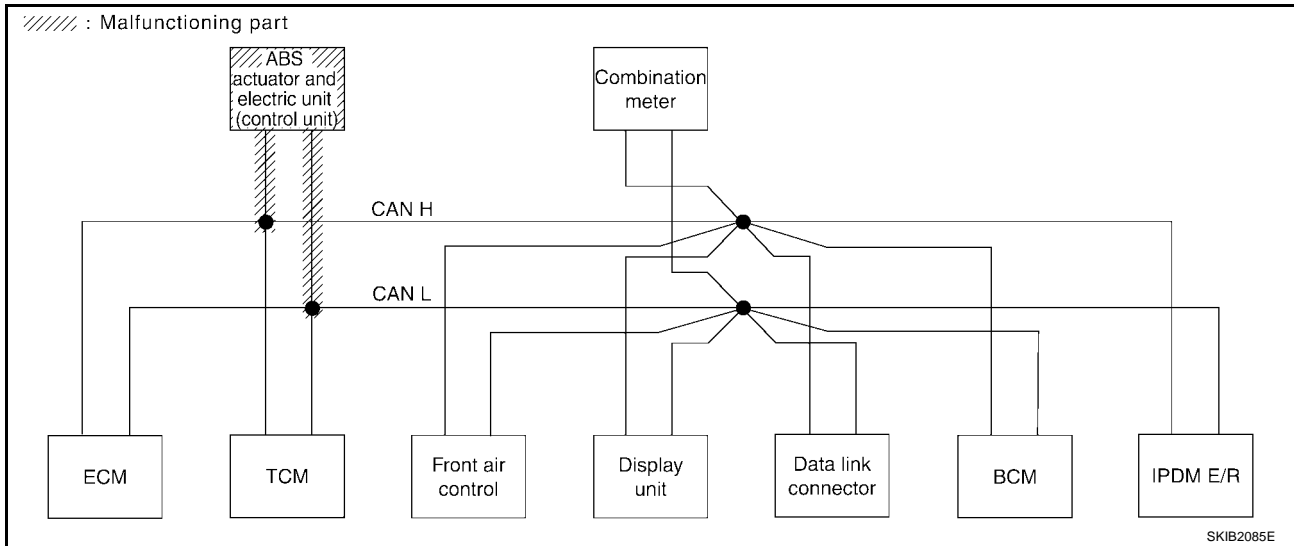 : Malfunctioning part
ABS
actuator and
electric unit
(control unit)
Combination
meter
CAN H
CAN L
ECM
TCM
Front air
control
Display
unit
Data link
connector
BCM
IPDM E/R
SKIB2085E